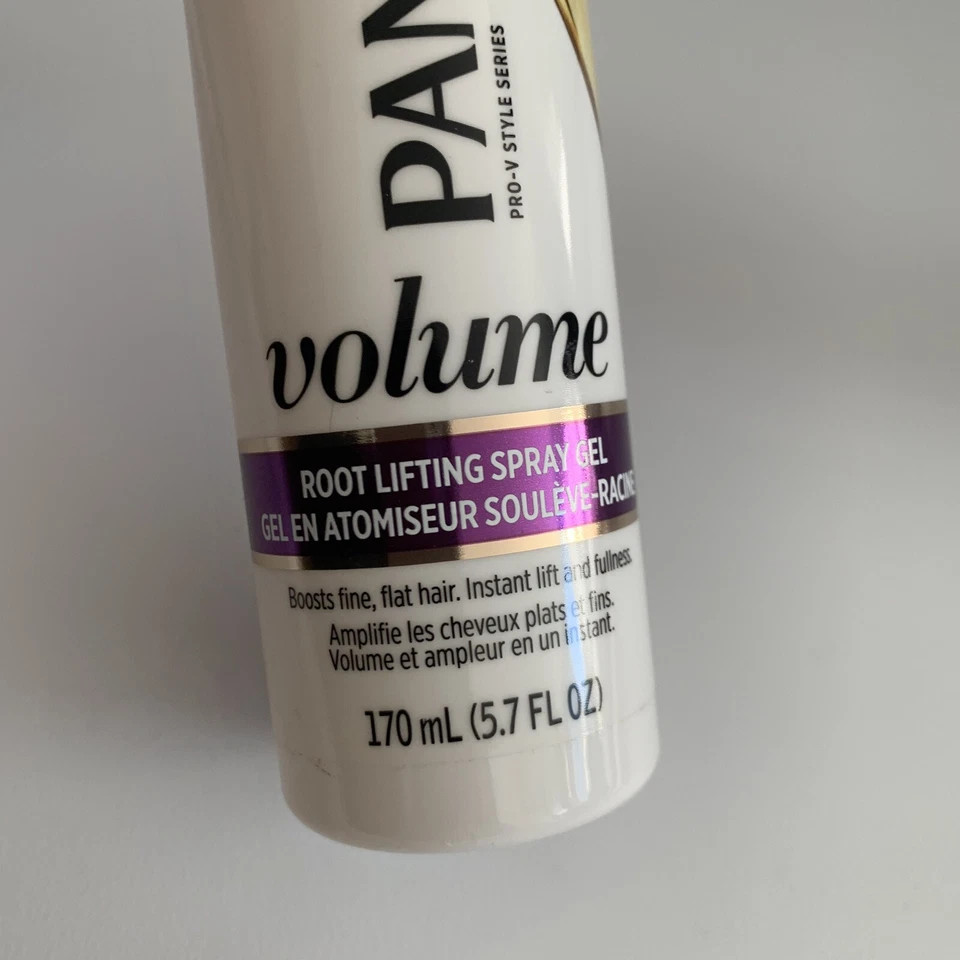 PAN
PRO-V STYLE SERIES
volume
ROOT LIFTING SPRAY GEL
GEL EN ATOMISEUR SOULÈVE-RACINE
Boosts fine, flat hair. Instant lift and fullness.
Amplifie les cheveux plats et fins.
Volume et ampleur en un instant.
170 mL (5.7 FL OZ)